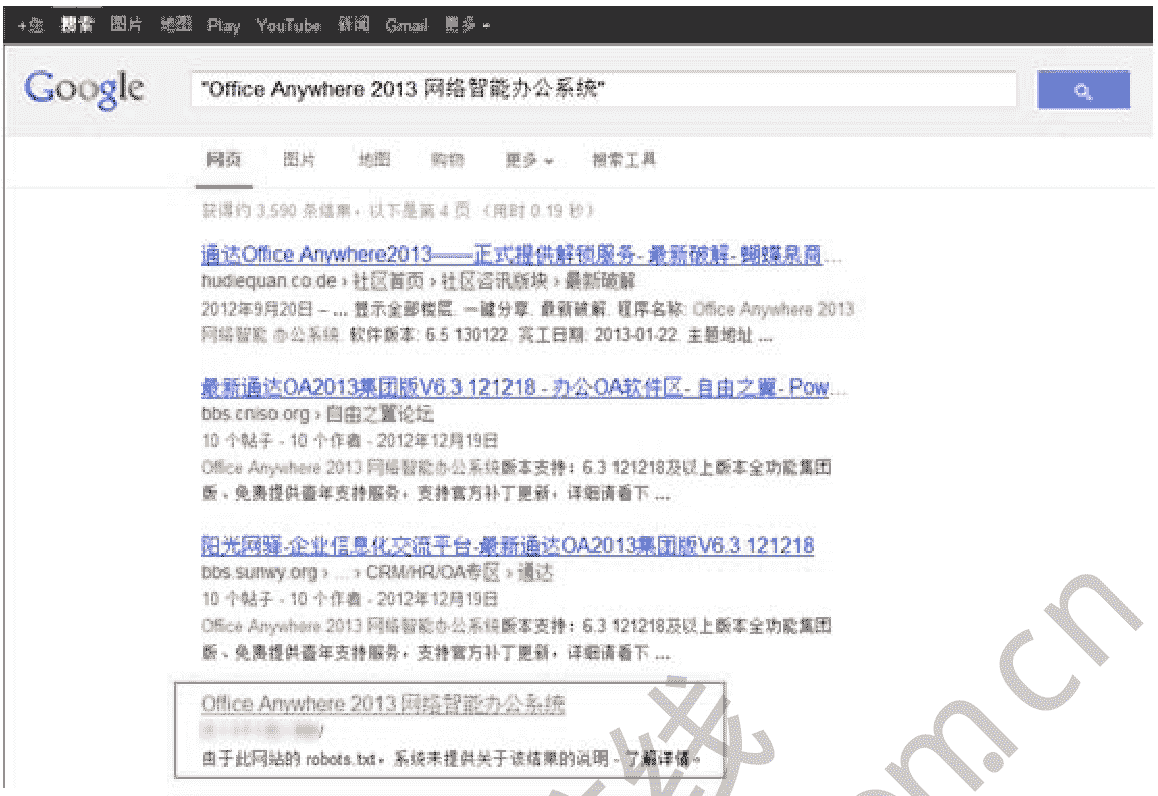 +您 搜索 图片 地图 Play YouTube 新闻 Gmail 更多
Google
"Office Anywhere 2013 网络智能办公系统"
网页 图片 地图 购物 更多 搜索工具
获得约 3,590 条结果，以下是第 4 页 （用时 0.19 秒）
通达Office Anywhere2013——正式提供解锁服务- 最新破解- 蝴蝶泉商 ...
hudiequan.co.de › 社区首页 › 社区咨讯版块 › 最新破解
2012年9月20日 – ... 显示全部楼层. 一键分享. 最新破解. 程序名称: Office Anywhere 2013
网络智能 办公系统. 软件版本: 6.5 130122. 完工日期: 2013-01-22. 主题地址 ...
最新通达OA2013集团版V6.3 121218 - 办公OA软件区- 自由之翼- Pow...
bbs.cniso.org › 自由之翼论坛
10 个帖子 - 10 个作者 - 2012年12月19日
Office Anywhere 2013 网络智能办公系统版本支持：6.3 121218及以上版本全功能集团
版、免费提供壹年支持服务，支持官方补丁更新，详细请看下 ...
阳光网驿-企业信息化交流平台-最新通达OA2013集团版V6.3 121218
bbs.sunwy.org › ... › CRM/HR/OA专区 › 通达
10 个帖子 - 10 个作者 - 2012年12月19日
Office Anywhere 2013 网络智能办公系统版本支持：6.3 121218及以上版本全功能集团
版、免费提供壹年支持服务，支持官方补丁更新，详细请看下 ...
Office Anywhere 2013 网络智能办公系统
/
由于此网站的 robots.txt，系统未提供关于该结果的说明 - 了解详情。
线
om.cn